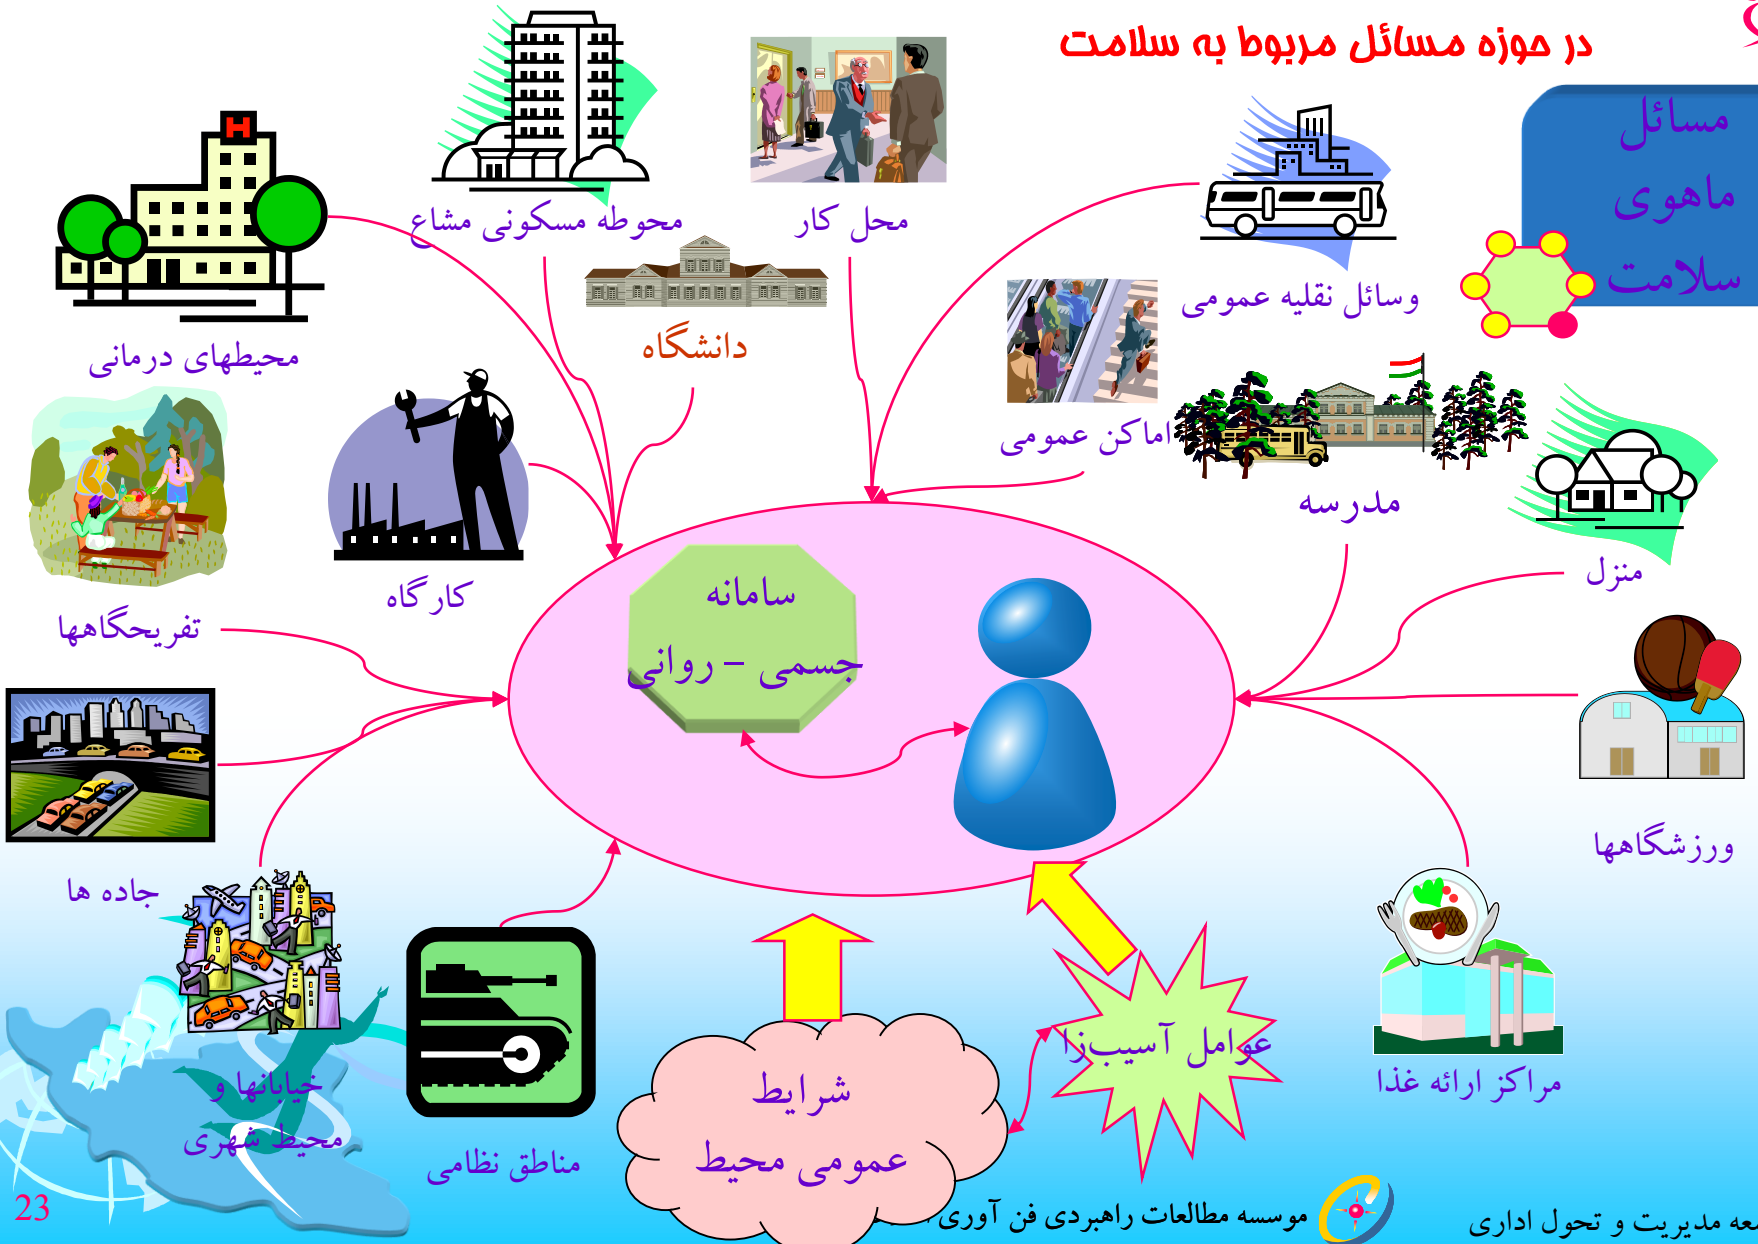 در حوزه مسائل مربوط به سلامت
مسائل
ماهوی
سلامت
H
محوطه مسکونی مشاع
محل کار
وسائل نقلیه عمومی
محیطهای درمانی
دانشگاه
اماکن عمومی
مدرسه
منزل
کارگاه
تفریحگاهها
سامانه
جسمی – روانی
ورزشگاهها
جاده ها
خیابانها و
محیط شهری
مناطق نظامی
شرایط
عمومی محیط
عوامل آسیب‌زا
مراکز ارائه غذا
موسسه مطالعات راهبردی فن آوری
مدیریت و تحول اداری
23